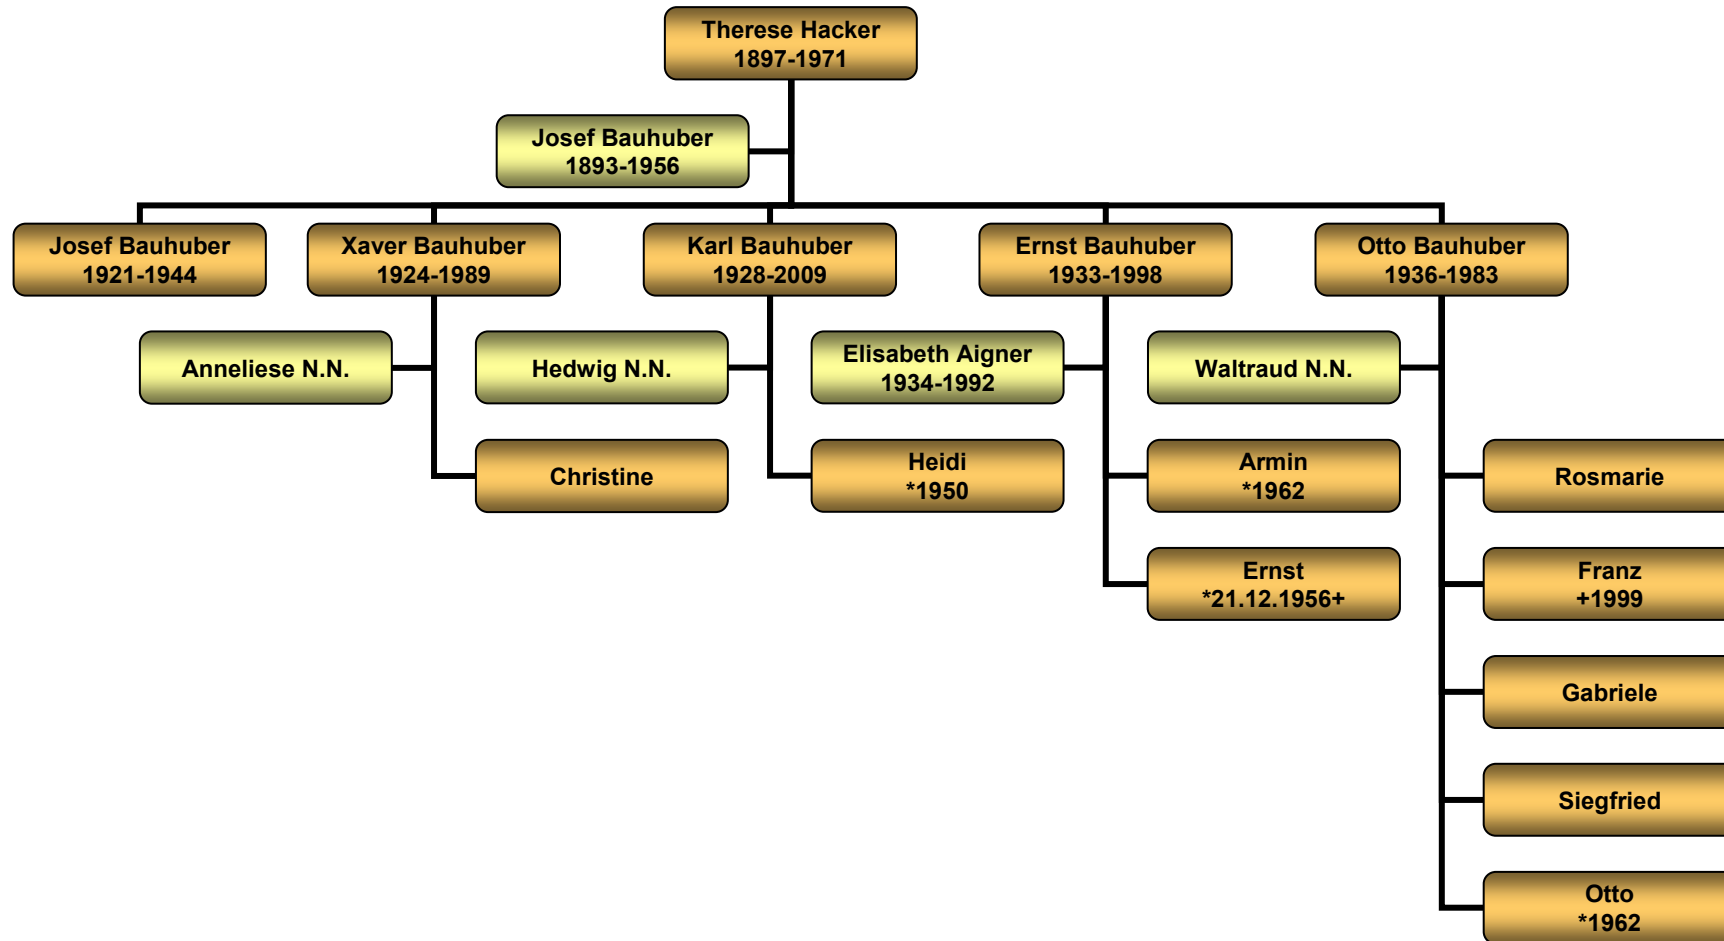 Therese Hacker
1897-1971
Josef Bauhuber
1893-1956
Josef Bauhuber
1921-1944
Xaver Bauhuber
1924-1989
Karl Bauhuber
1928-2009
Ernst Bauhuber
1933-1998
Otto Bauhuber
1936-1983
Anneliese N.N.
Hedwig N.N.
Elisabeth Aigner
1934-1992
Waltraud N.N.
Christine
Heidi
*1950
Armin
*1962
Rosmarie
Ernst
*21.12.1956+
Franz
+1999
Gabriele
Siegfried
Otto
*1962